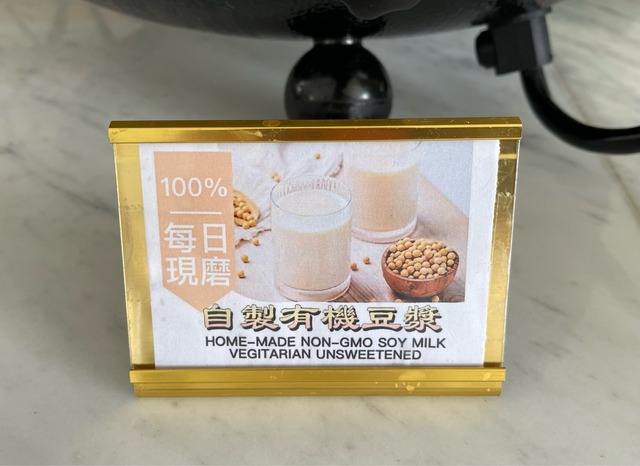 100%
每日
現磨
自製有機豆漿
HOME-MADE NON-GMO SOY MILK
VEGITARIAN UNSWEETENED